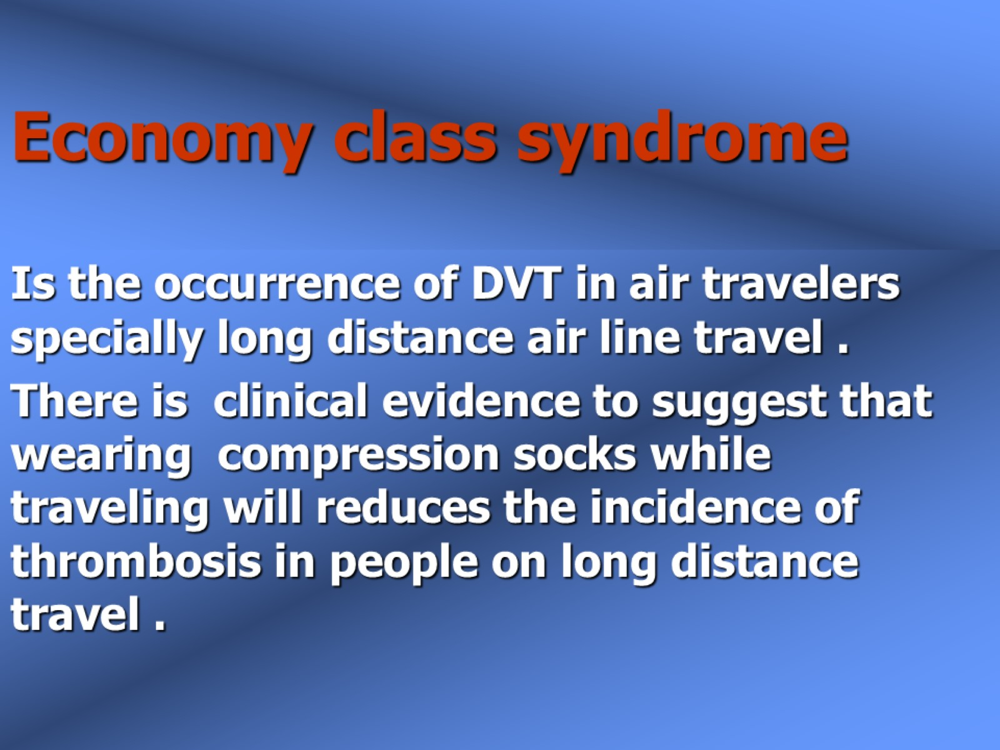 Economy class syndrome
Is the occurrence of DVT in air travelers
specially long distance air line travel .
There is  clinical evidence to suggest that
wearing  compression socks while
traveling will reduces the incidence of
thrombosis in people on long distance
travel .